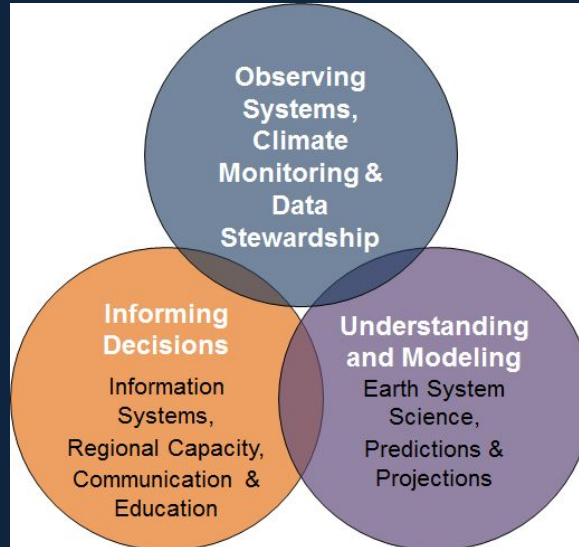 Observing
Systems,
Climate
Monitoring &
Data
Stewardship
Informing
Decisions
Information
Systems,
Regional Capacity,
Communication &
Education
Understanding
and Modeling
Earth System
Science,
Predictions &
Projections